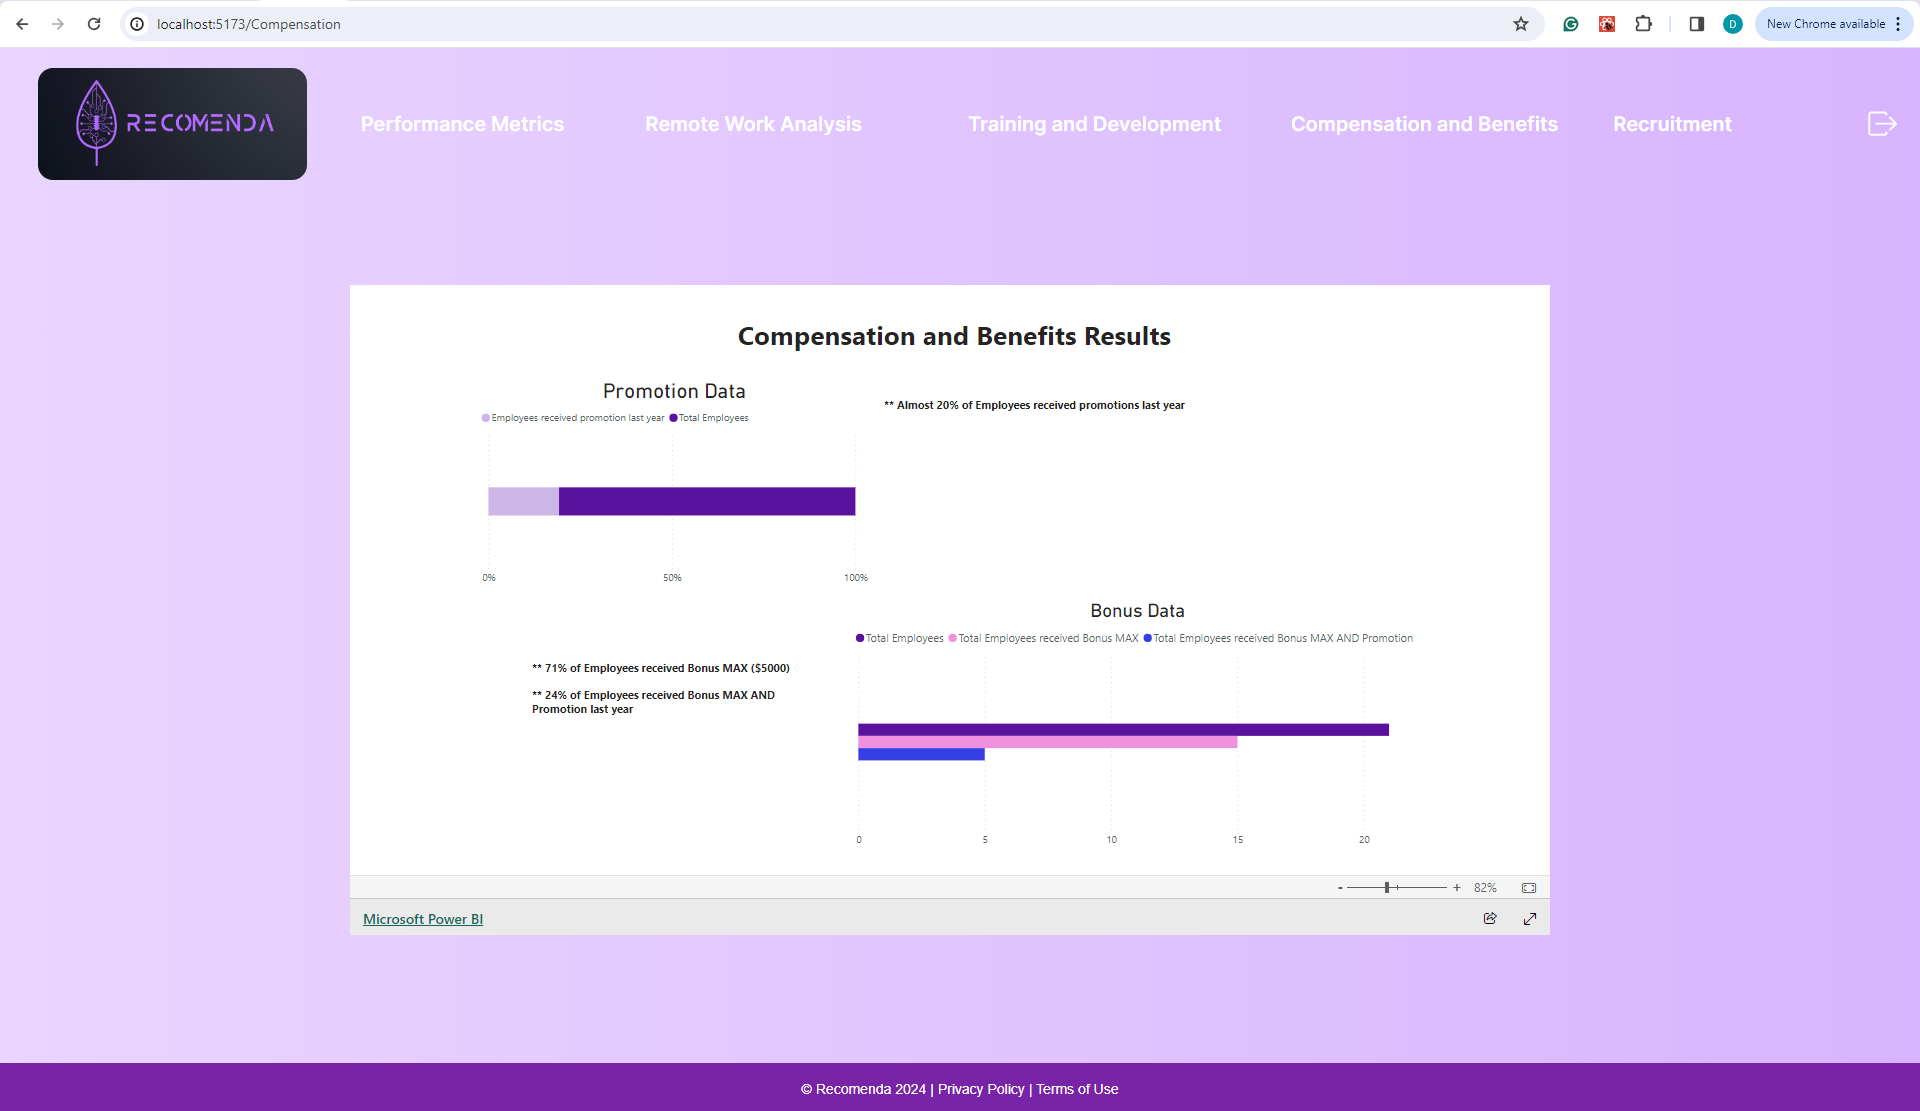 localhost:5173/Compensation
D
New Chrome available
RECOMENDA
Performance Metrics
Remote Work Analysis
Training and Development
Compensation and Benefits
Recruitment
Compensation and Benefits Results
Promotion Data
Employees received promotion last year Total Employees
** Almost 20% of Employees received promotions last year
0% 50% 100%
Bonus Data
Total Employees Total Employees received Bonus MAX Total Employees received Bonus MAX AND Promotion
** 71% of Employees received Bonus MAX ($5000)
** 24% of Employees received Bonus MAX AND
Promotion last year
0 5 10 15 20
- + 82%
Microsoft Power BI
© Recomenda 2024 | Privacy Policy | Terms of Use